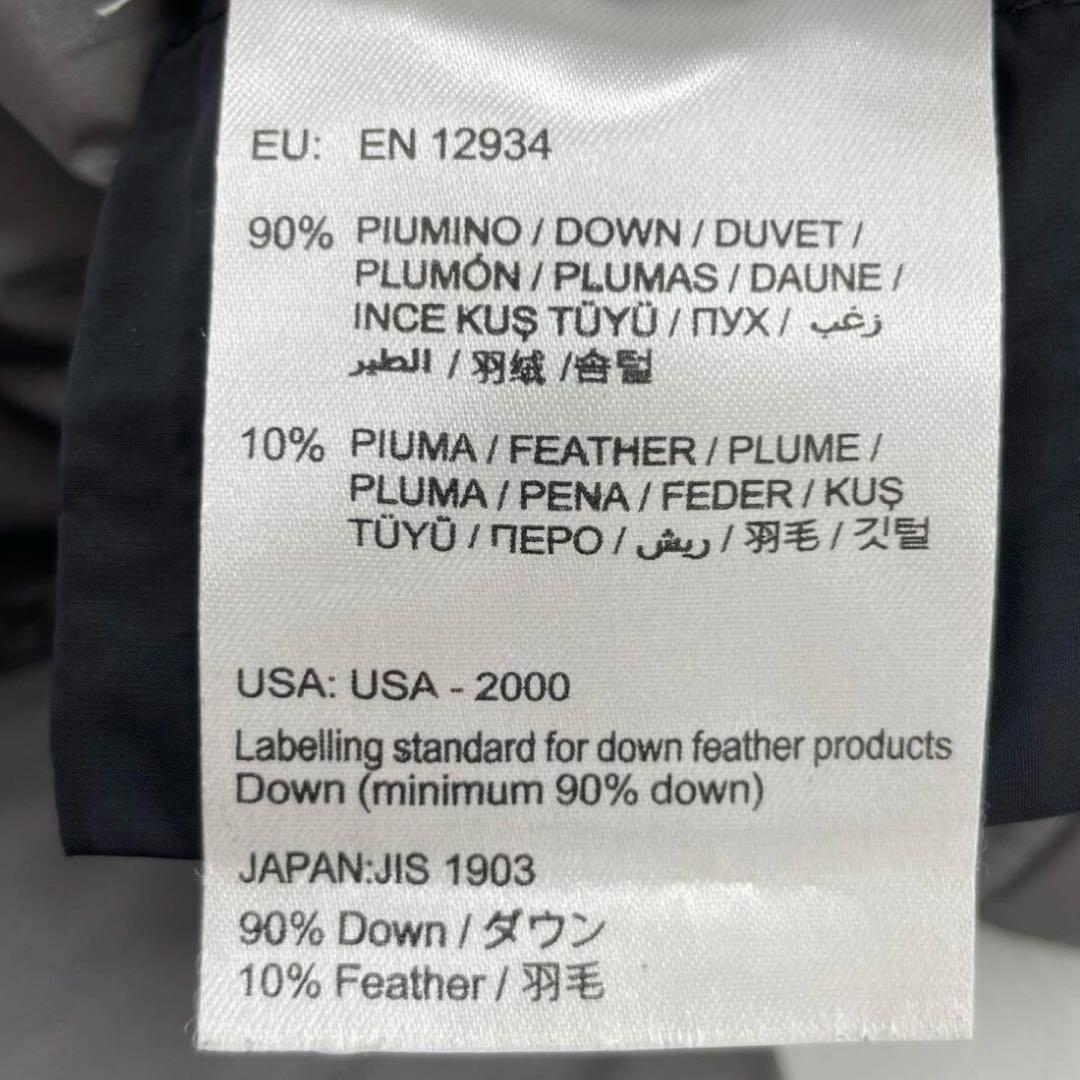 EU: EN 12934
90% PIUMINO / DOWN / DUVET /
PLUMÓN / PLUMAS / DAUNE /
INCE KUŞ TÜYÜ / ПУХ / زغب
الطير / 羽绒 /솜털
10% PIUMA / FEATHER / PLUME /
PLUMA / PENA / FEDER / KUŞ
TÜYÜ / ПЕРО / ريش / 羽毛 / 깃털
USA: USA - 2000
Labelling standard for down feather products
Down (minimum 90% down)
JAPAN:JIS 1903
90% Down / ダウン
10% Feather / 羽毛